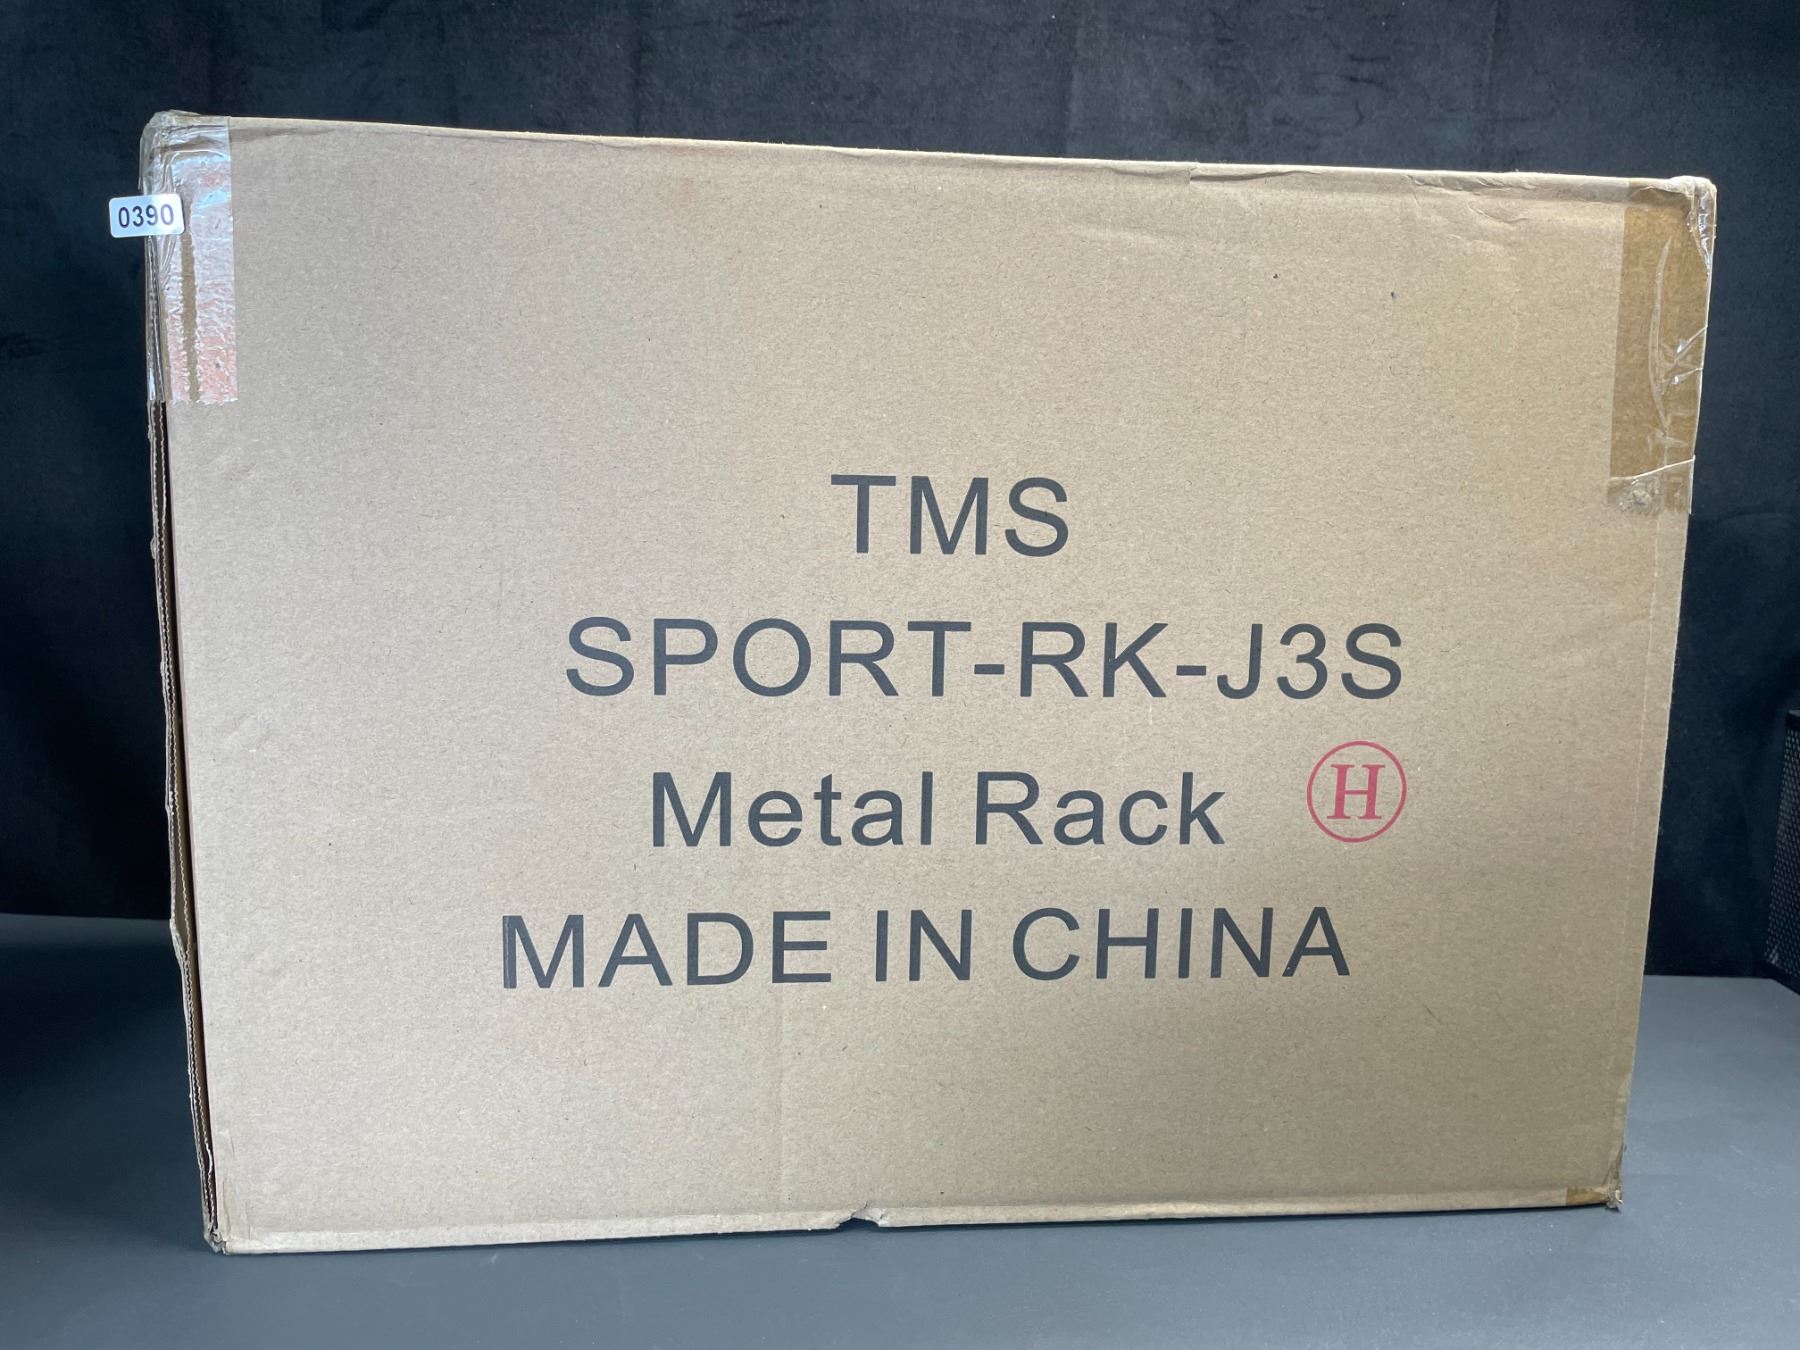 0390
TMS
SPORT-RK-J3S
Metal Rack H
MADE IN CHINA